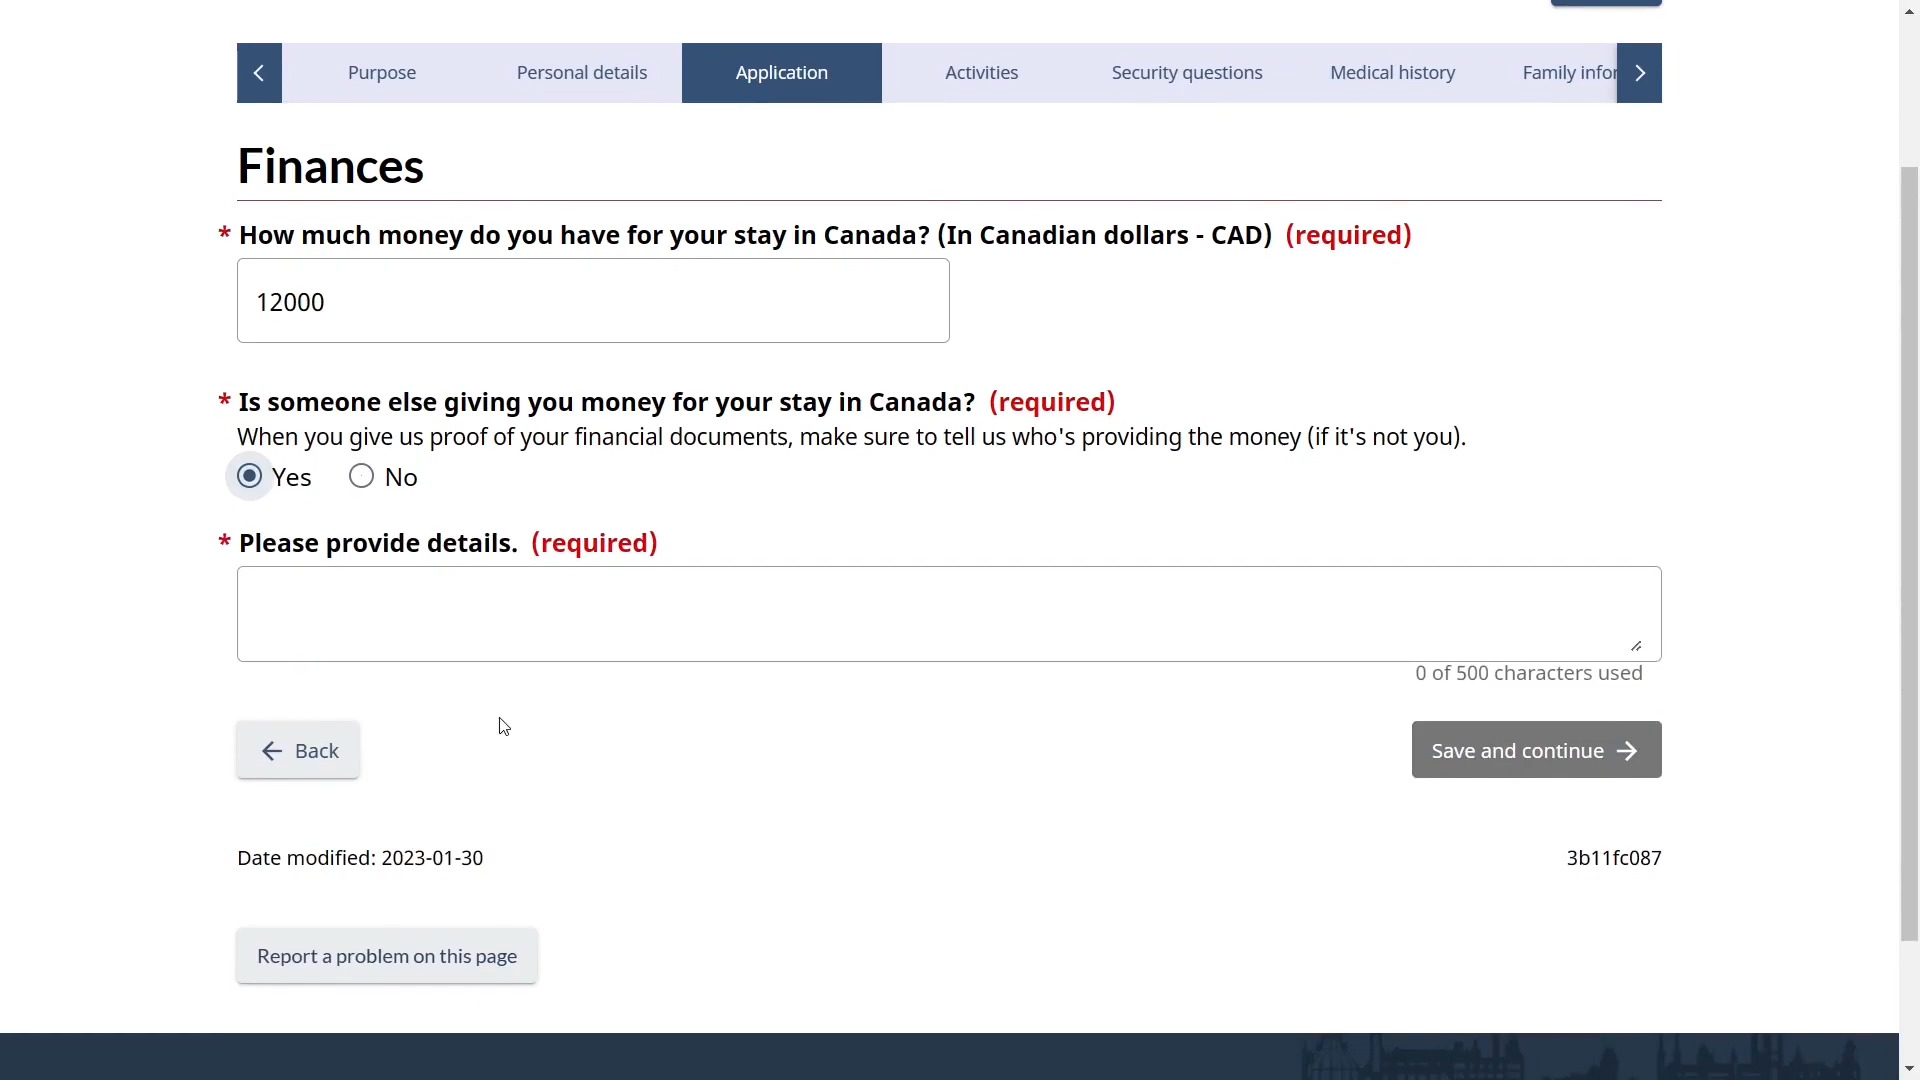 Purpose
Personal details
Application
Activities
Security questions
Medical history
Family infor
Finances
* How much money do you have for your stay in Canada? (In Canadian dollars - CAD) (required)
12000
* Is someone else giving you money for your stay in Canada? (required)
When you give us proof of your financial documents, make sure to tell us who's providing the money (if it's not you).
Yes No
* Please provide details. (required)
0 of 500 characters used
Back
Save and continue
Date modified: 2023-01-30
3b11fc087
Report a problem on this page